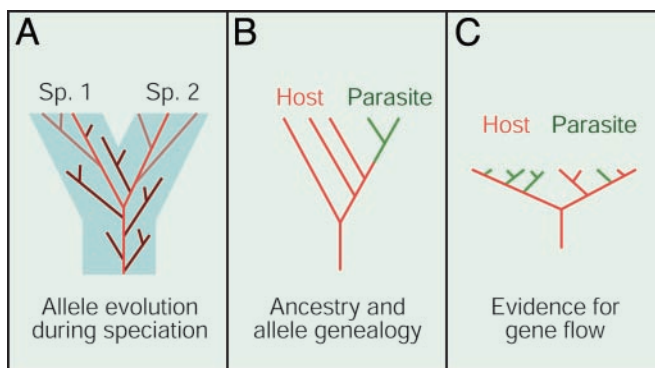 A
Sp. 1 Sp. 2
Allele evolution
during speciation
B
Host Parasite
Ancestry and
allele genealogy
C
Host Parasite
Evidence for
gene flow